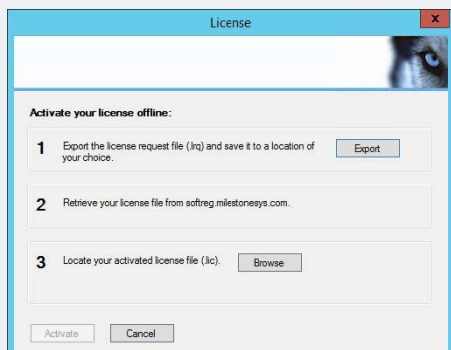 License
x
Activate your license offline:
1
Export the license request file (.lrq) and save it to a location of
your choice.
Export
2
Retrieve your license file from softreg.milestonesys.com.
3
Locate your activated license file (.lic).
Browse
Activate
Cancel